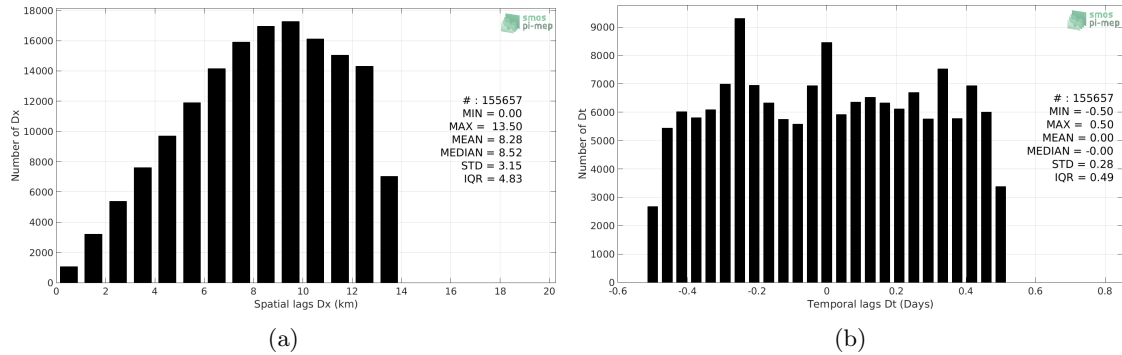 18000
16000
14000
12000
10000
8000
6000
4000
2000
0
Number of Dx
0 2 4 6 8 10 12 14 16 18 20
Spatial lags Dx (km)
smos
pi-mep
# : 155657
MIN = 0.00
MAX = 13.50
MEAN = 8.28
MEDIAN = 8.52
STD = 3.15
IQR = 4.83
(a)
9000
8000
7000
6000
5000
4000
3000
2000
1000
0
Number of Dt
-0.6 -0.4 -0.2 0 0.2 0.4 0.6 0.8
Temporal lags Dt (Days)
smos
pi-mep
# : 155657
MIN = -0.50
MAX = 0.50
MEAN = 0.00
MEDIAN = -0.00
STD = 0.28
IQR = 0.49
(b)